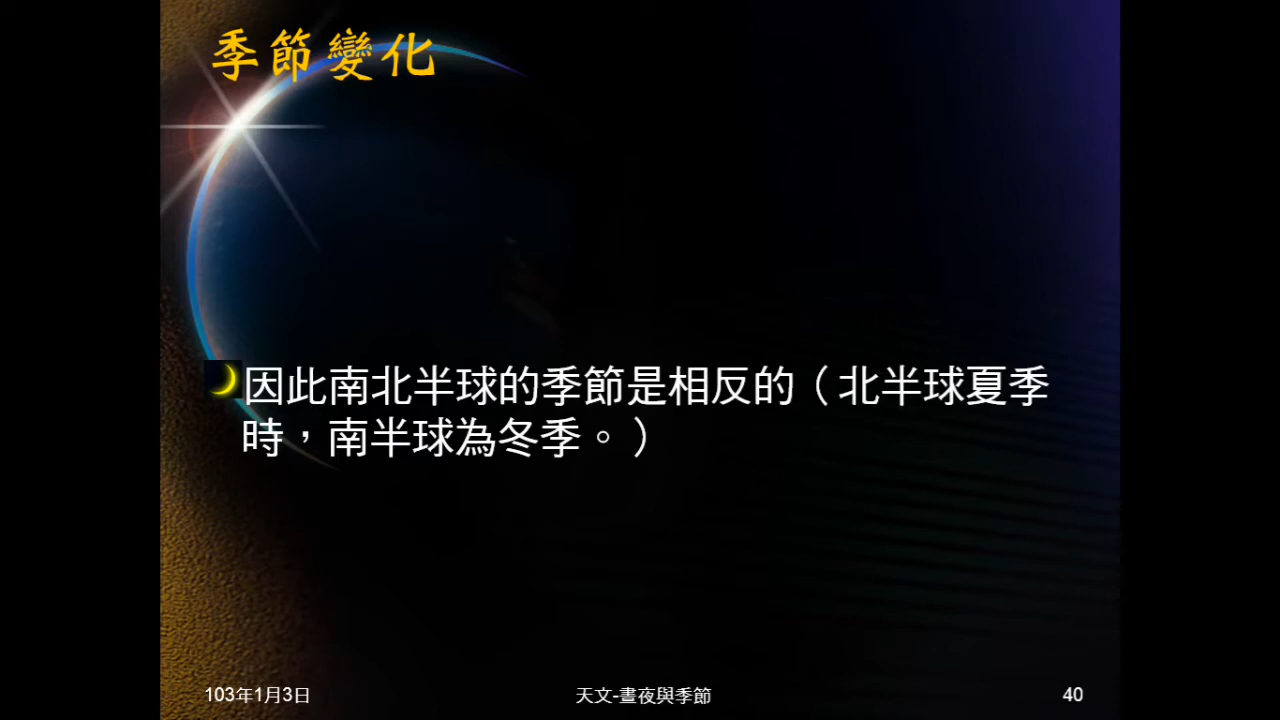 季節變化
因此南北半球的季節是相反的（北半球夏季
時，南半球為冬季。）
103年1月3日
天文-晝夜與季節
40